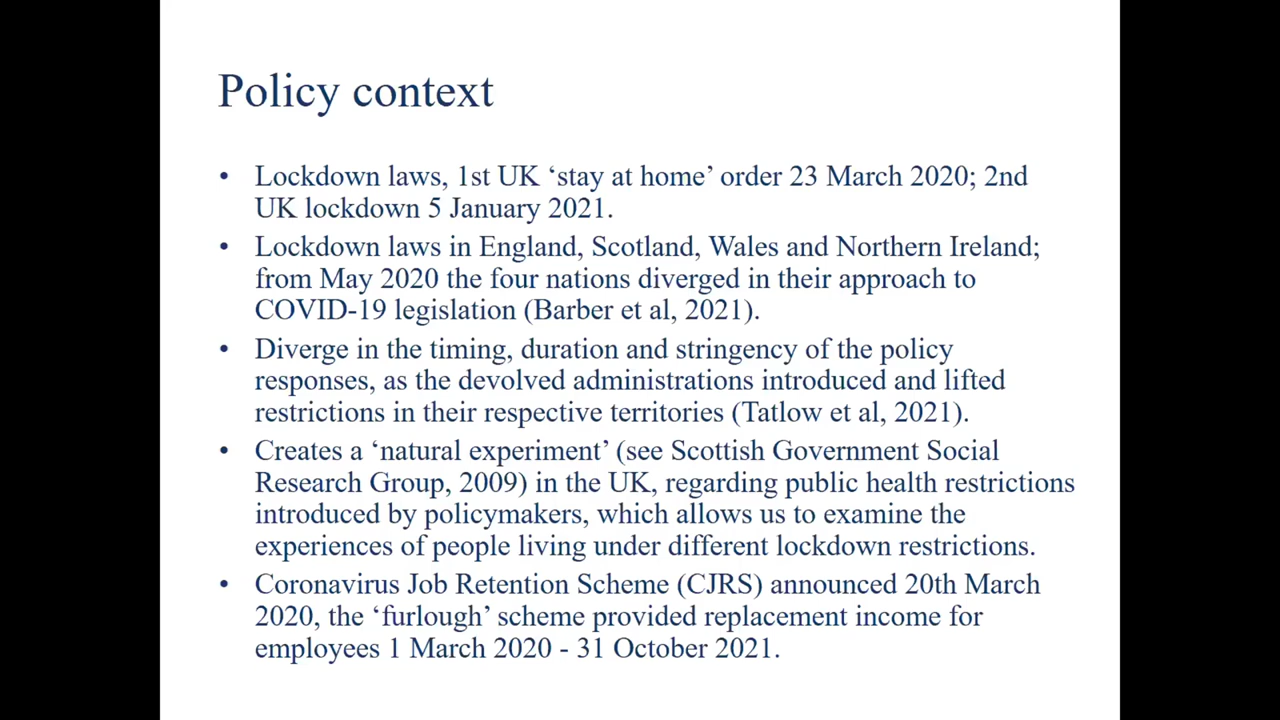 Policy context
• Lockdown laws, 1st UK ‘stay at home’ order 23 March 2020; 2nd
UK lockdown 5 January 2021.
• Lockdown laws in England, Scotland, Wales and Northern Ireland;
from May 2020 the four nations diverged in their approach to
COVID-19 legislation (Barber et al, 2021).
• Diverge in the timing, duration and stringency of the policy
responses, as the devolved administrations introduced and lifted
restrictions in their respective territories (Tatlow et al, 2021).
• Creates a ‘natural experiment’ (see Scottish Government Social
Research Group, 2009) in the UK, regarding public health restrictions
introduced by policymakers, which allows us to examine the
experiences of people living under different lockdown restrictions.
• Coronavirus Job Retention Scheme (CJRS) announced 20th March
2020, the ‘furlough’ scheme provided replacement income for
employees 1 March 2020 - 31 October 2021.